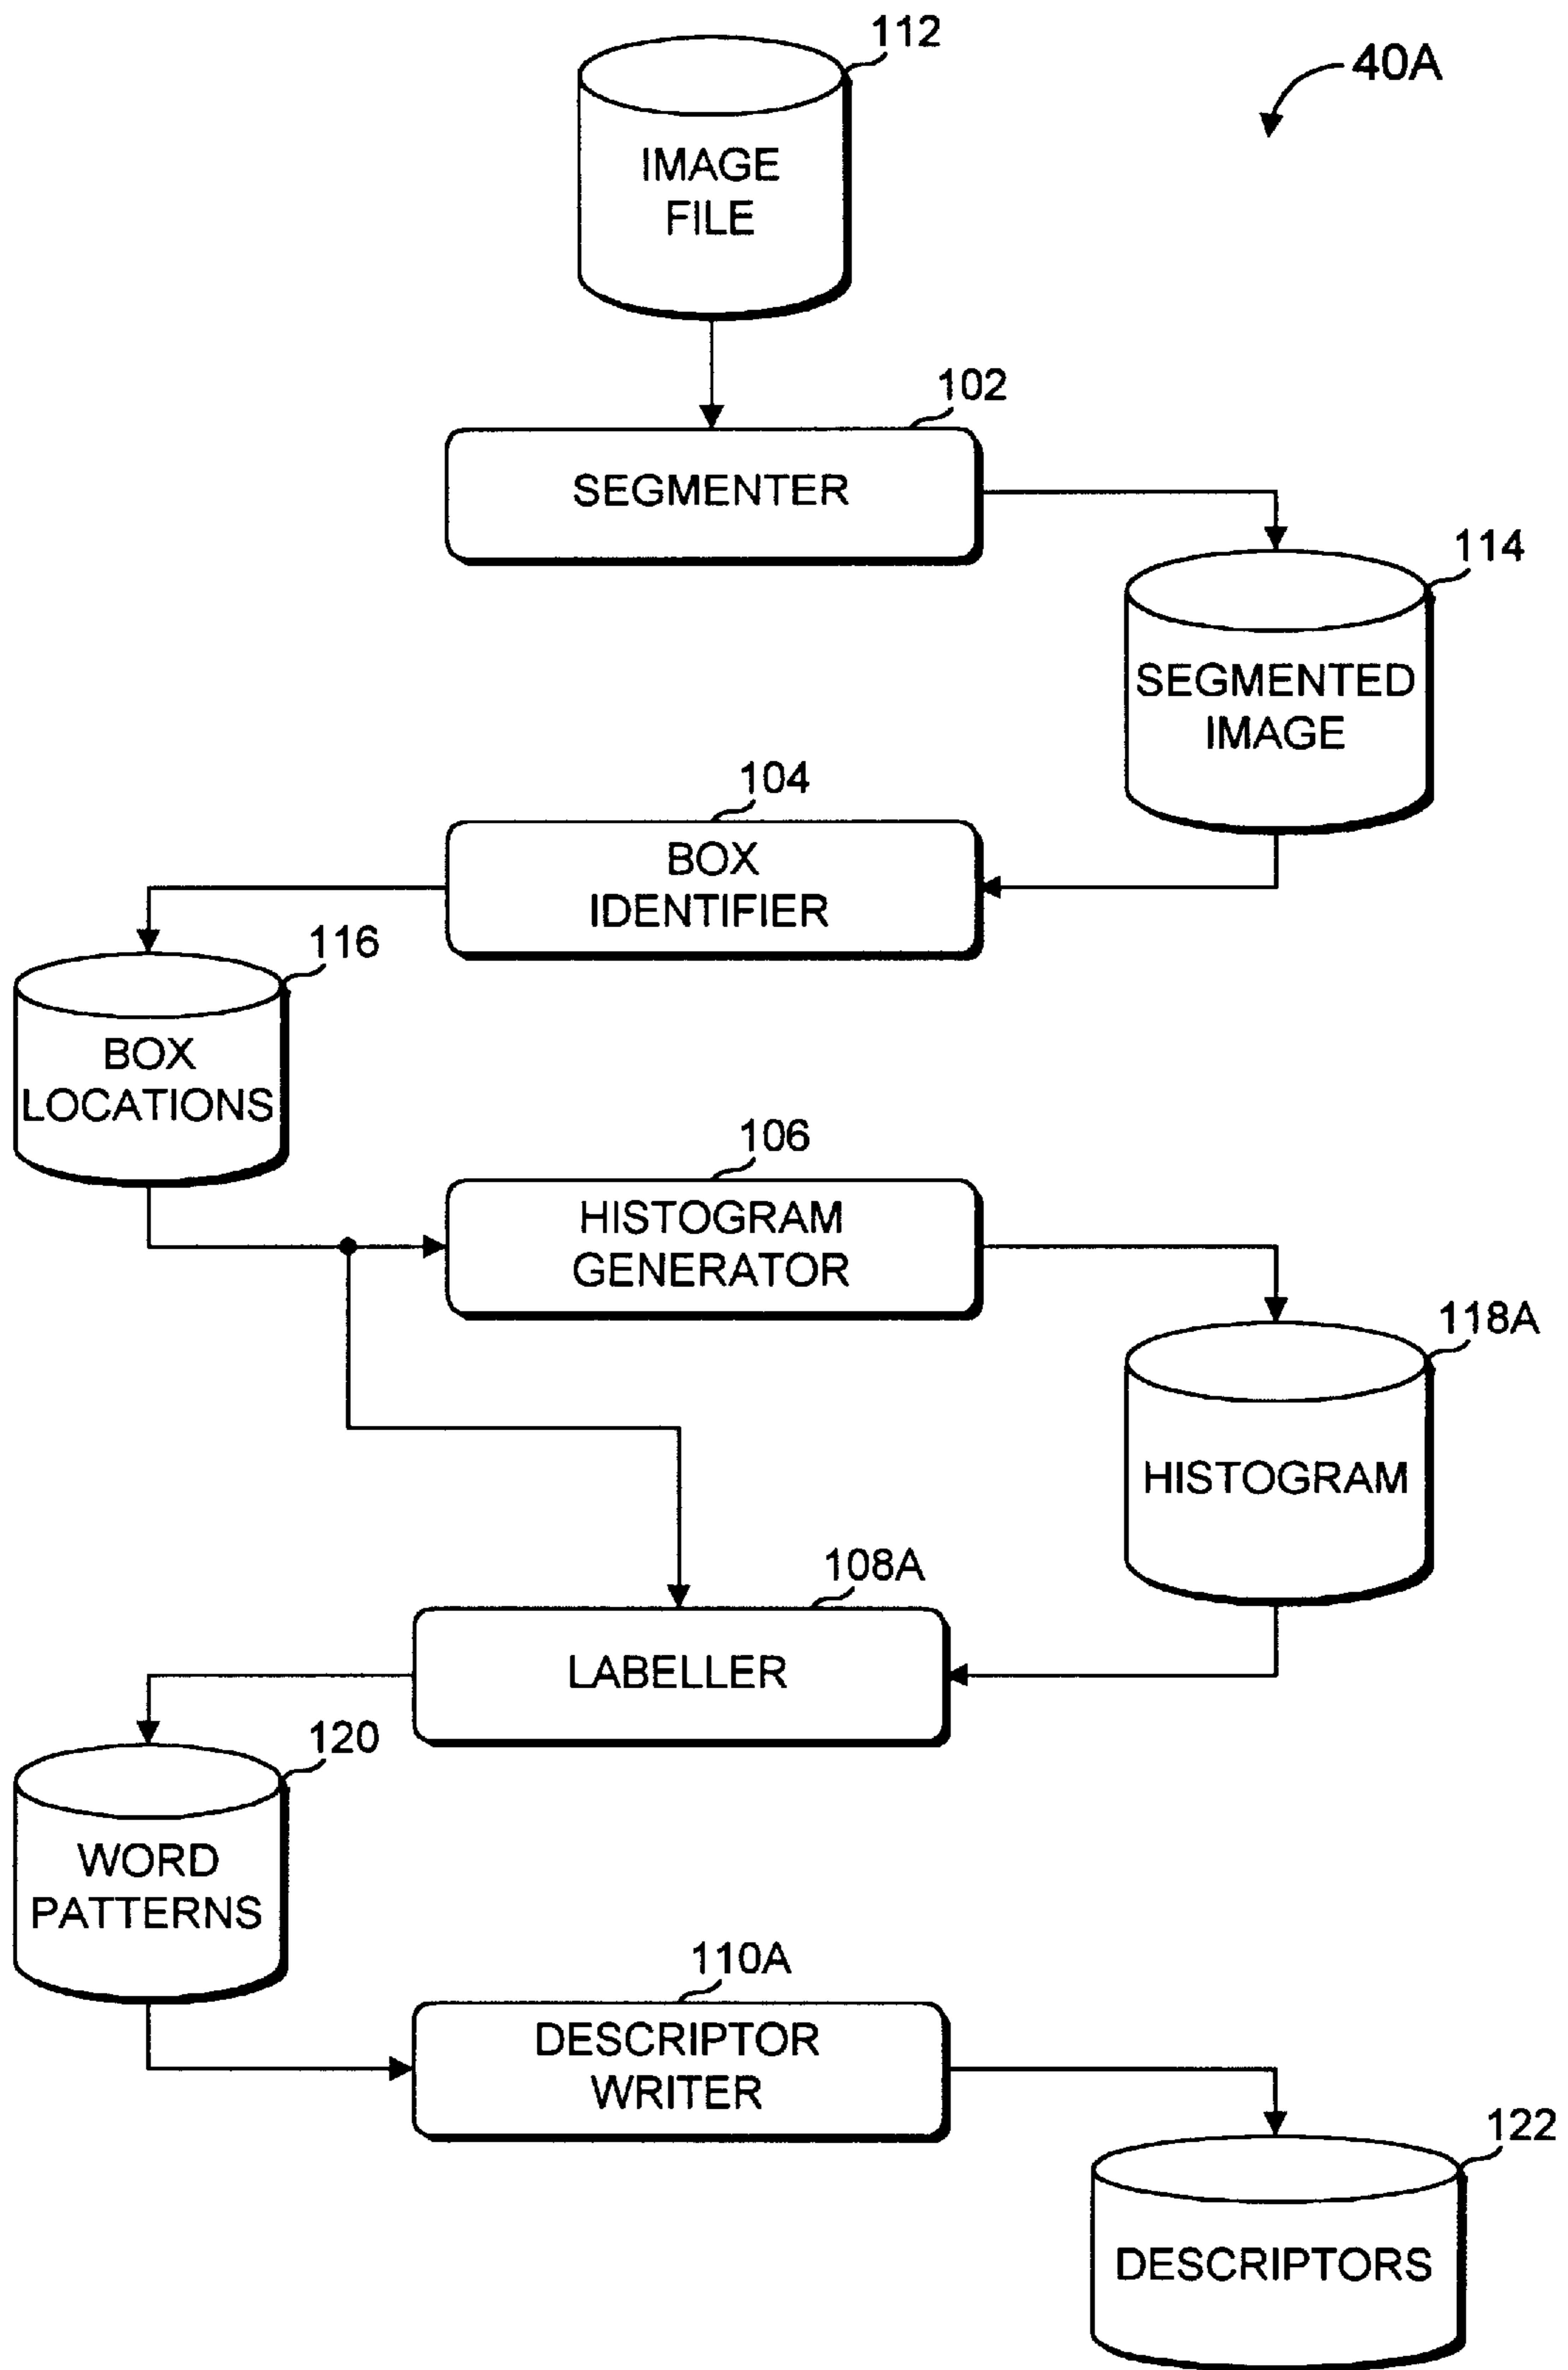 112
40A
IMAGE
FILE
102
SEGMENTER
114
SEGMENTED
IMAGE
104
BOX
IDENTIFIER
116
BOX
LOCATIONS
106
HISTOGRAM
GENERATOR
118A
HISTOGRAM
108A
LABELLER
120
WORD
PATTERNS
110A
DESCRIPTOR
WRITER
122
DESCRIPTORS